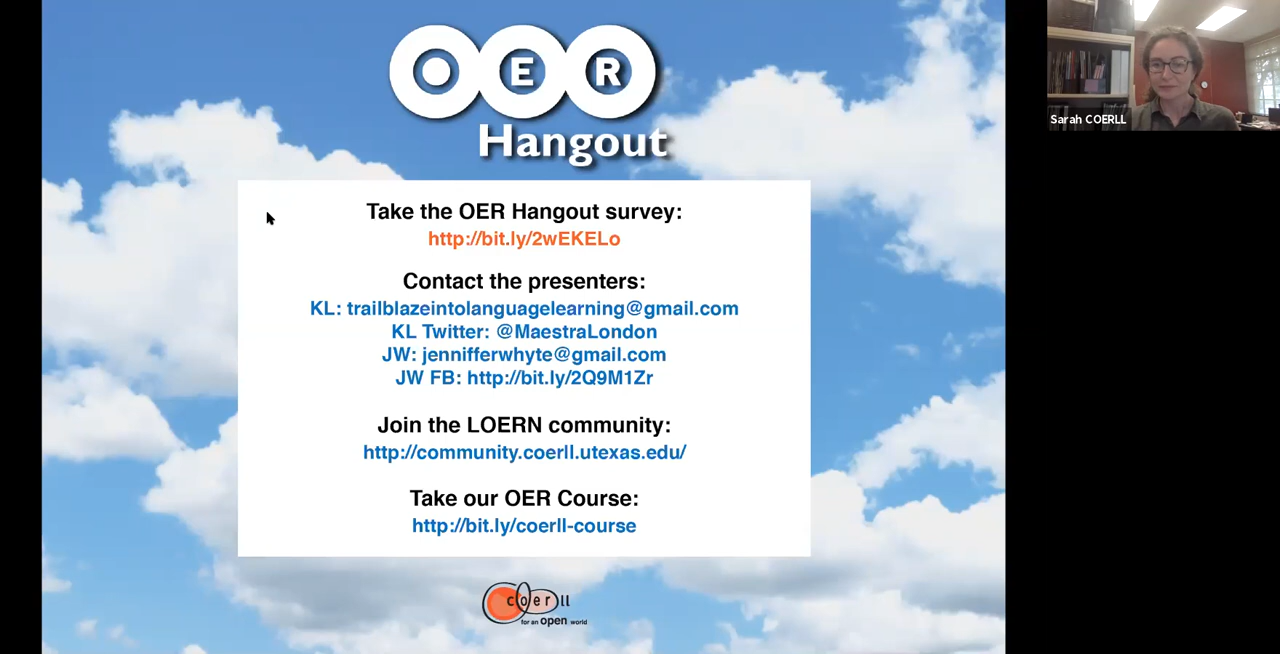 O E R
Hangout
Take the OER Hangout survey:
http://bit.ly/2wEKELo
Contact the presenters:
KL: trailblazeintolanguagelearning@gmail.com
KL Twitter: @MaestraLondon
JW: jennifferwhyte@gmail.com
JW FB: http://bit.ly/2Q9M1Zr
Join the LOERN community:
http://community.coerll.utexas.edu/
Take our OER Course:
http://bit.ly/coerll-course
coerll
for an open world
Sarah COERLL